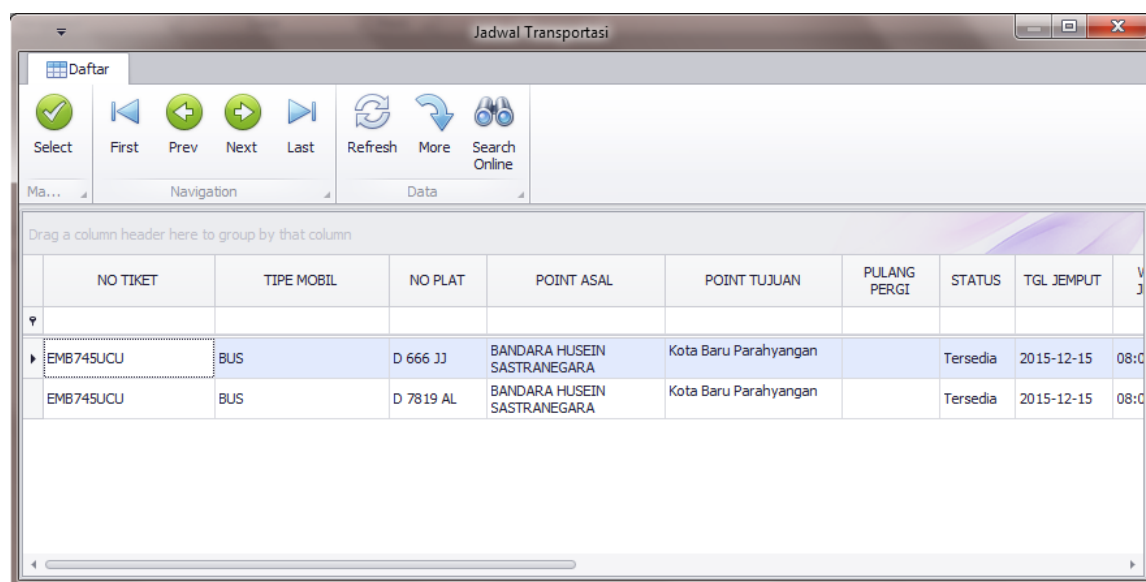 Jadwal Transportasi
Daftar
Select First Prev Next Last Refresh More Search
Online
Ma... Navigation Data
Drag a column header here to group by that column
NO TIKET TIPE MOBIL NO PLAT POINT ASAL POINT TUJUAN PULANG
PERGI STATUS TGL JEMPUT
EMB745UCU BUS D 666 JJ BANDARA HUSEIN
SASTRANEGARA Kota Baru Parahyangan Tersedia 2015-12-15
EMB745UCU BUS D 7819 AL BANDARA HUSEIN
SASTRANEGARA Kota Baru Parahyangan Tersedia 2015-12-15